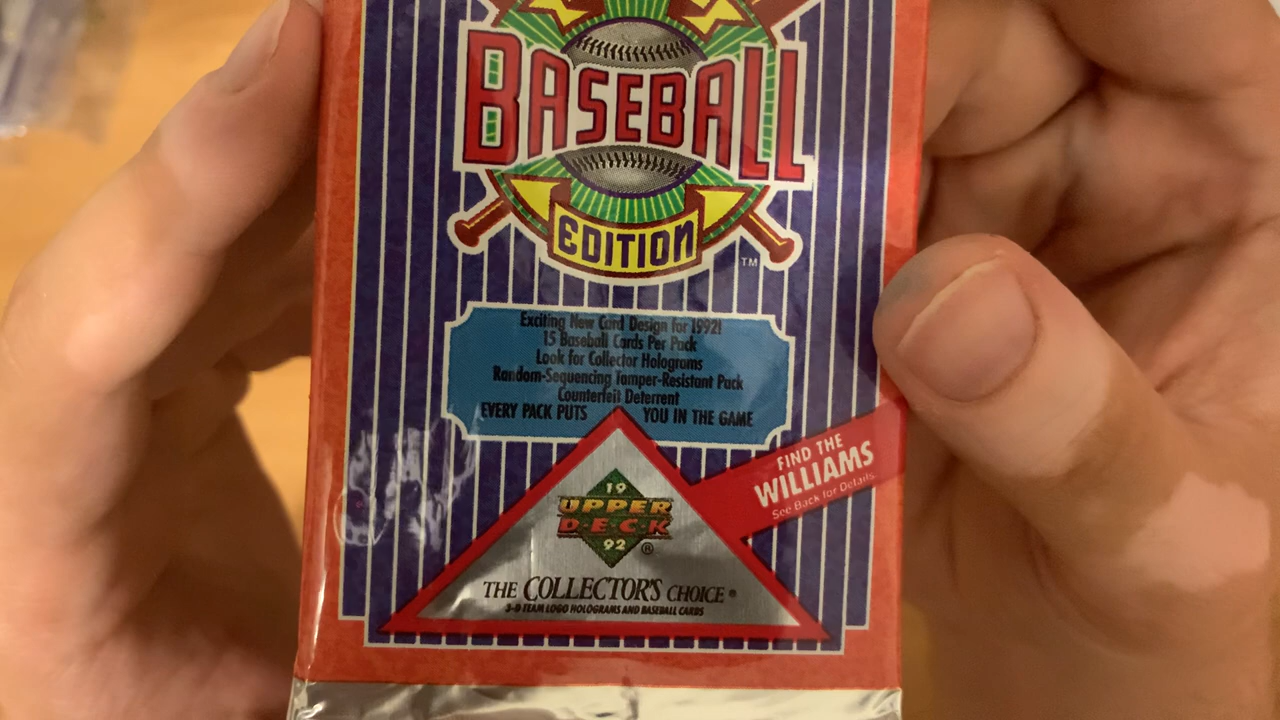 BASEBALL
EDITION
TM
Exciting New Card Design for 1992!
15 Baseball Cards Per Pack
Look for Collector Holograms
Random-Sequencing Tamper-Resistant Pack
Counterfeit Deterrent
EVERY PACK PUTS YOU IN THE GAME
FIND THE
WILLIAMS
See Back for Details
19
UPPER
D·E·C·K
92 ®
THE COLLECTOR'S CHOICE ®
3-D TEAM LOGO HOLOGRAMS AND BASEBALL CARDS